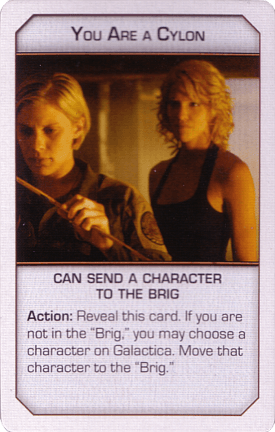 YOU ARE A CYLON
CAN SEND A CHARACTER
TO THE BRIG
Action: Reveal this card. If you are
not in the “Brig,” you may choose a
character on Galactica. Move that
character to the “Brig.”